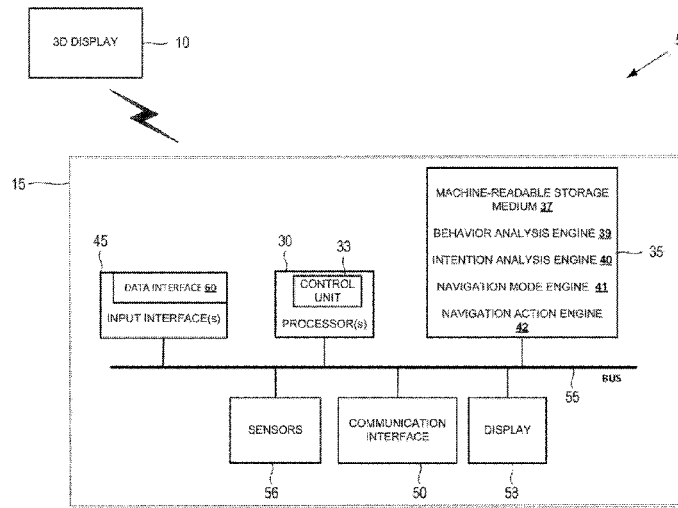 3D DISPLAY
10
5
15
MACHINE-READABLE STORAGE
MEDIUM 37
BEHAVIOR ANALYSIS ENGINE 39
INTENTION ANALYSIS ENGINE 40
NAVIGATION MODE ENGINE 41
NAVIGATION ACTION ENGINE
42
35
45
DATA INTERFACE 60
INPUT INTERFACE(s)
30
33
CONTROL
UNIT
PROCESSOR(s)
BUS
55
SENSORS
56
COMMUNICATION
INTERFACE
50
DISPLAY
58